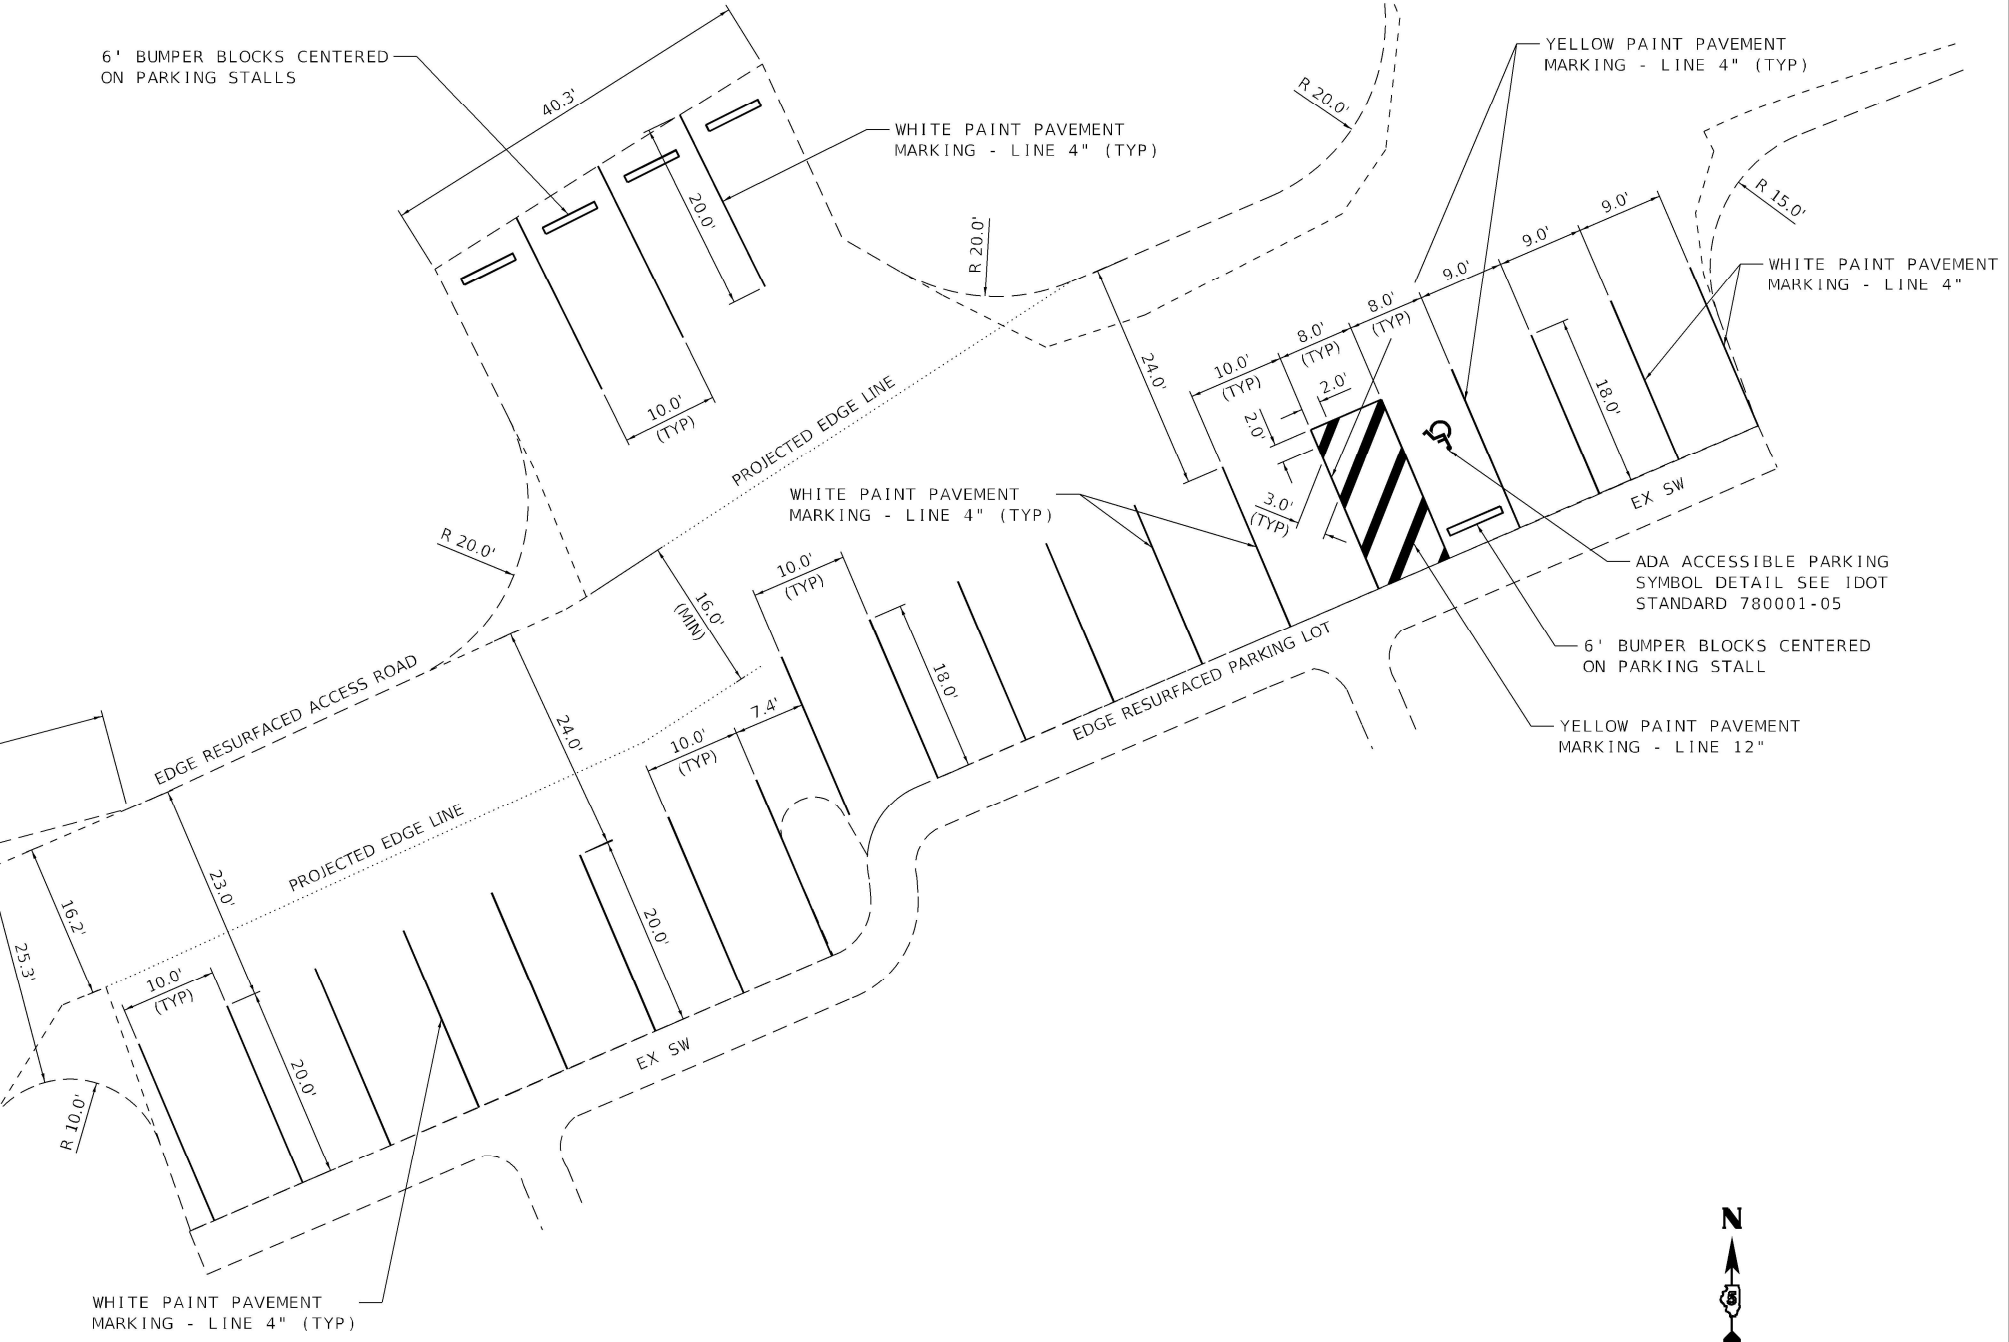 6' BUMPER BLOCKS CENTERED
ON PARKING STALLS
40.3'
WHITE PAINT PAVEMENT
MARKING - LINE 4" (TYP)
20.0'
10.0'
(TYP)
R 20.0'
R 20.0'
YELLOW PAINT PAVEMENT
MARKING - LINE 4" (TYP)
R 15.0'
9.0'
9.0'
9.0'
8.0'
(TYP)
8.0'
(TYP)
10.0'
(TYP)
2.0'
2.0'
3.0'
(TYP)
24.0'
18.0'
WHITE PAINT PAVEMENT
MARKING - LINE 4"
EX SW
PROJECTED EDGE LINE
WHITE PAINT PAVEMENT
MARKING - LINE 4" (TYP)
R 20.0'
10.0'
(TYP)
16.0'
(MIN)
18.0'
ADA ACCESSIBLE PARKING
SYMBOL DETAIL SEE IDOT
STANDARD 780001-05
6' BUMPER BLOCKS CENTERED
ON PARKING STALL
EDGE RESURFACED PARKING LOT
YELLOW PAINT PAVEMENT
MARKING - LINE 12"
EDGE RESURFACED ACCESS ROAD
24.0'
10.0'
(TYP)
7.4'
PROJECTED EDGE LINE
23.0'
16.2'
25.3'
20.0'
10.0'
(TYP)
20.0'
EX SW
R 10.0'
WHITE PAINT PAVEMENT
MARKING - LINE 4" (TYP)
N
5